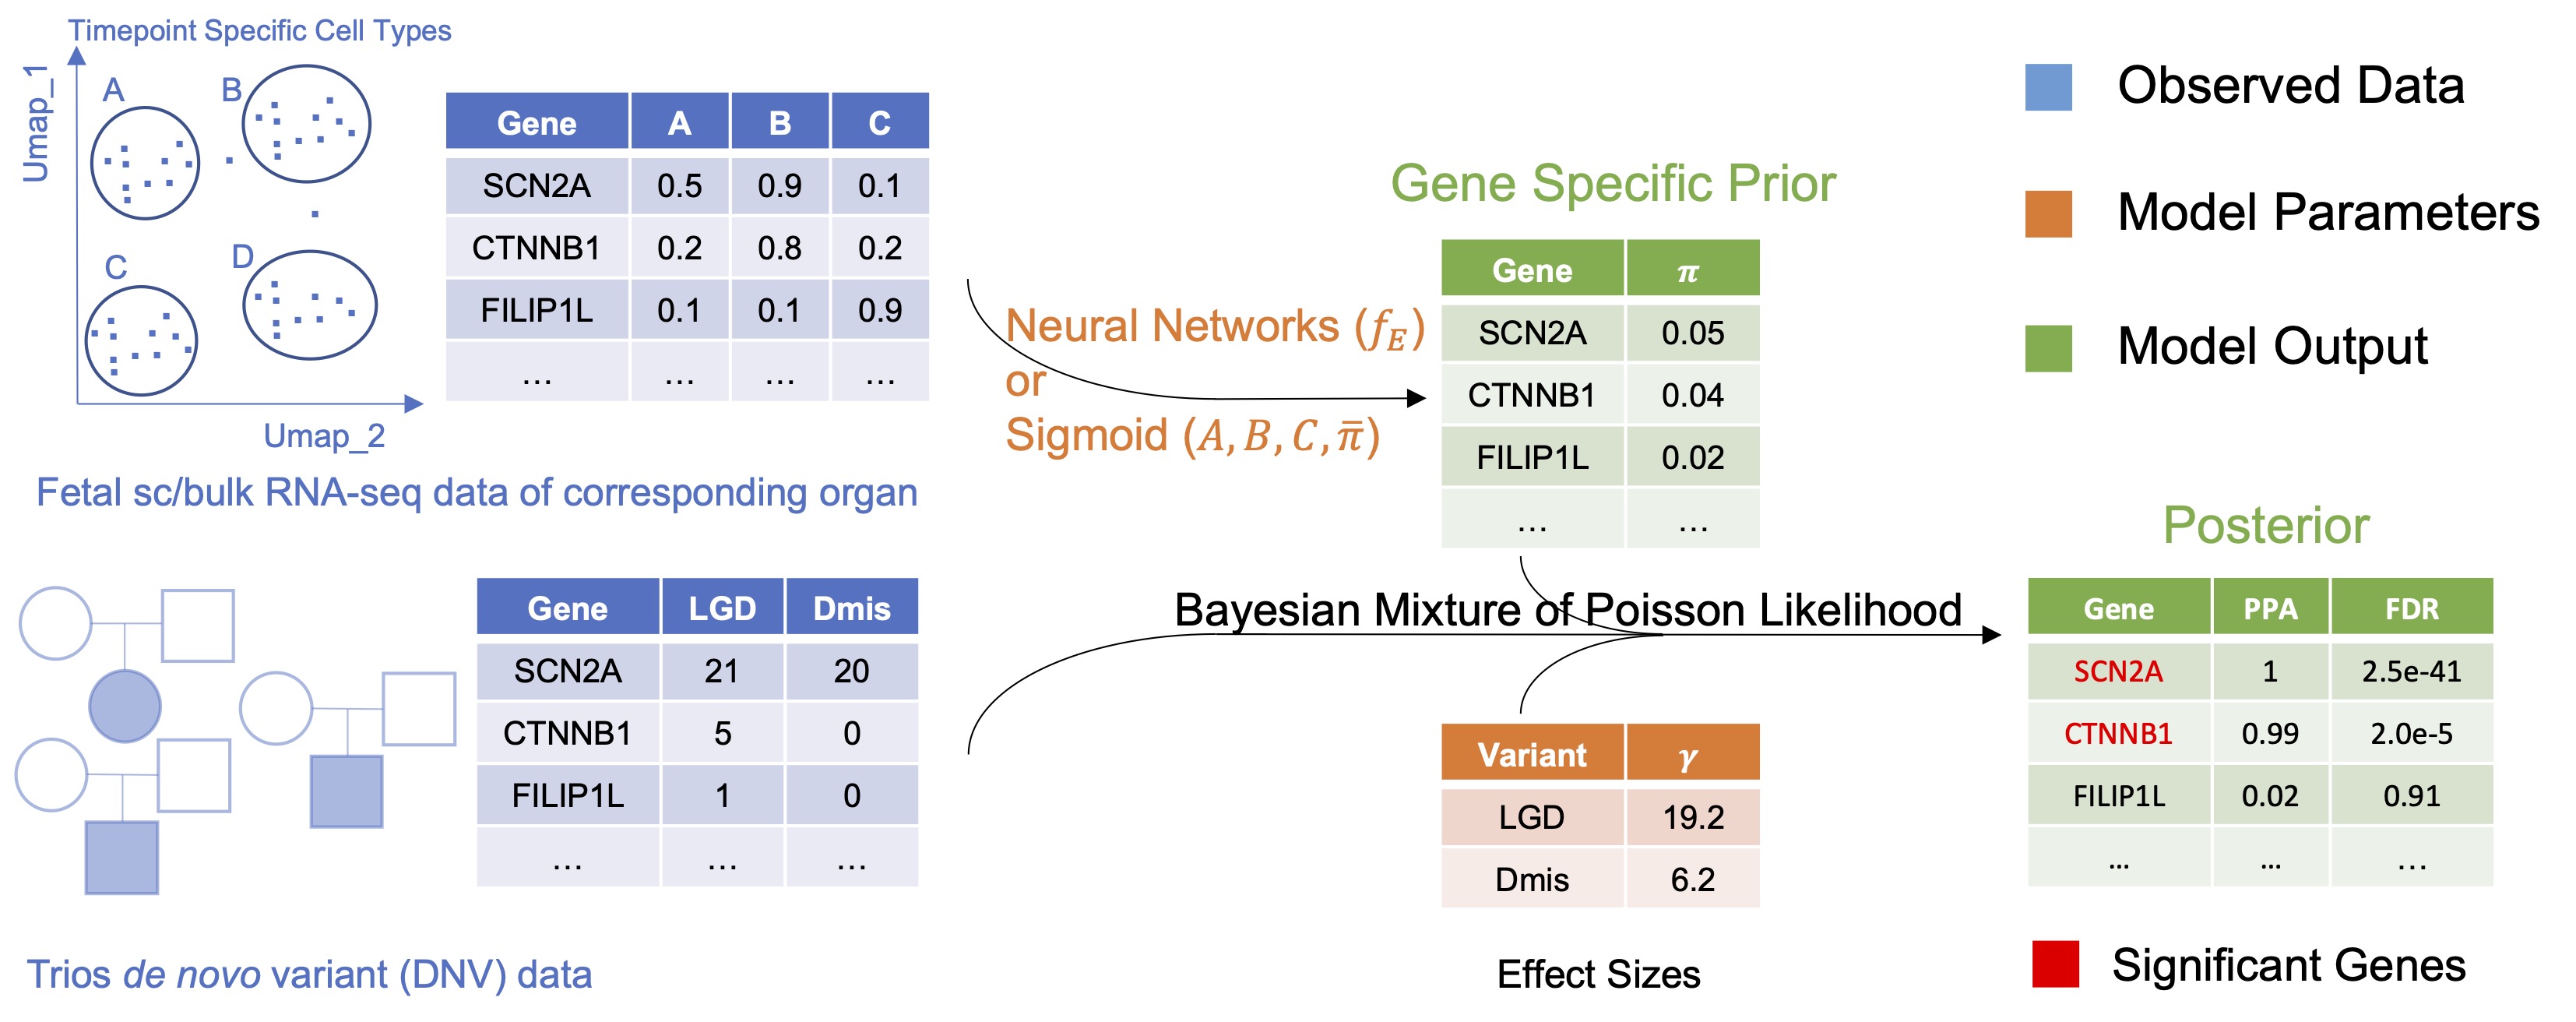 Timepoint Specific Cell Types
Umap_1
A
B
C
D
Umap_2
Gene A B C
SCN2A 0.5 0.9 0.1
CTNNB1 0.2 0.8 0.2
FILIP1L 0.1 0.1 0.9
... ... ... ...
Fetal sc/bulk RNA-seq data of corresponding organ
Neural Networks (f_E)
or
Sigmoid (A, B, C, π̄)
Gene Specific Prior
Gene π
SCN2A 0.05
CTNNB1 0.04
FILIP1L 0.02
... ...
Observed Data
Model Parameters
Model Output
Gene LGD Dmis
SCN2A 21 20
CTNNB1 5 0
FILIP1L 1 0
... ... ...
Trios de novo variant (DNV) data
Bayesian Mixture of Poisson Likelihood
Variant γ
LGD 19.2
Dmis 6.2
Effect Sizes
Posterior
Gene PPA FDR
SCN2A 1 2.5e-41
CTNNB1 0.99 2.0e-5
FILIP1L 0.02 0.91
... ... ...
Significant Genes